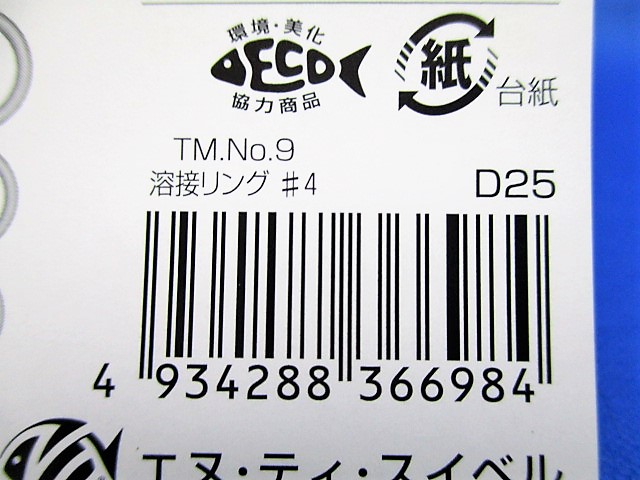 環境・美化
ECO
協力商品
紙
台紙
TM.No.9
溶接リング #4
D25
4 934288 366984
エヌ・ティ・スイベル